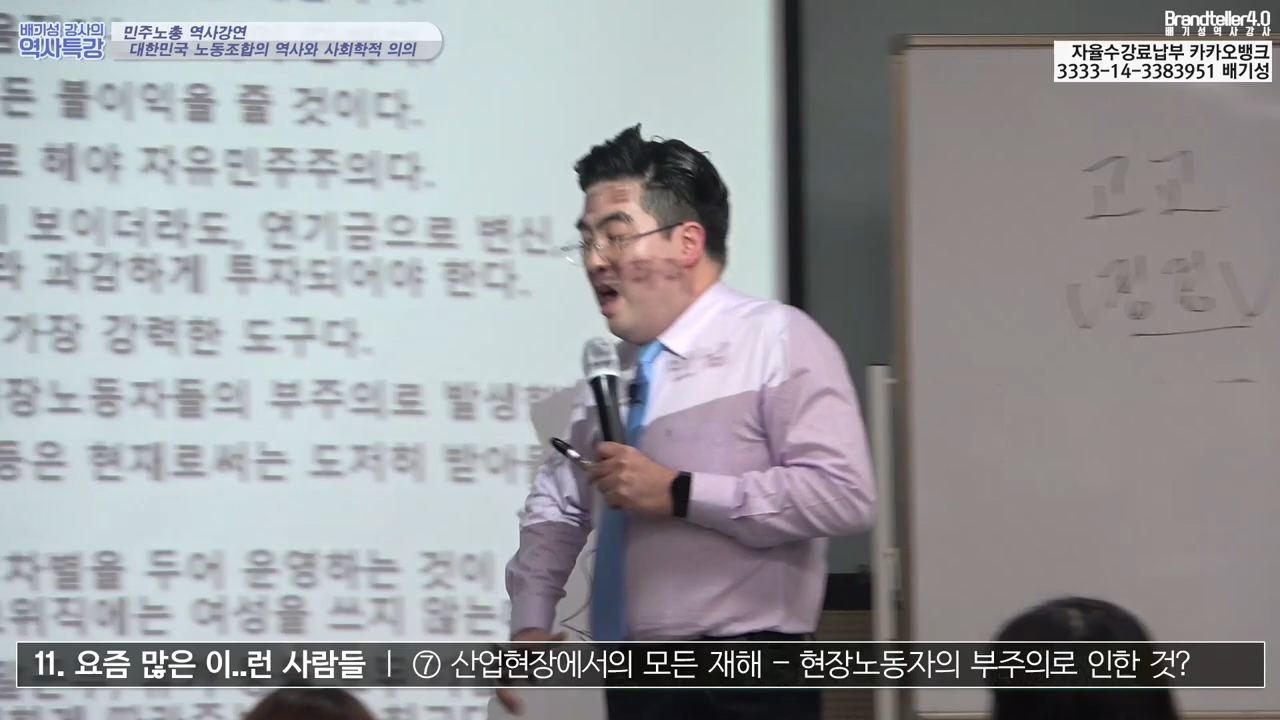 배기성 강사의
역사특강
민주노총 역사강연
대한민국 노동조합의 역사와 사회학적 의의
Brandteller4.0
배기성역사강사
자율수강료납부 카카오뱅크
3333-14-3383951 배기성
든 불이익을 줄 것이다.
로 해야 자유민주주의다.
보이더라도, 연기금으로 변신
과감하게 투자되어야 한다.
가장 강력한 도구다.
장노동자들의 부주의로 발생
등은 현재로써는 도저히 받아
차별을 두어 운영하는 것이
위직에는 여성을 쓰지 않는
11. 요즘 많은 이..런 사람들 | ⑦ 산업현장에서의 모든 재해 - 현장노동자의 부주의로 인한 것?